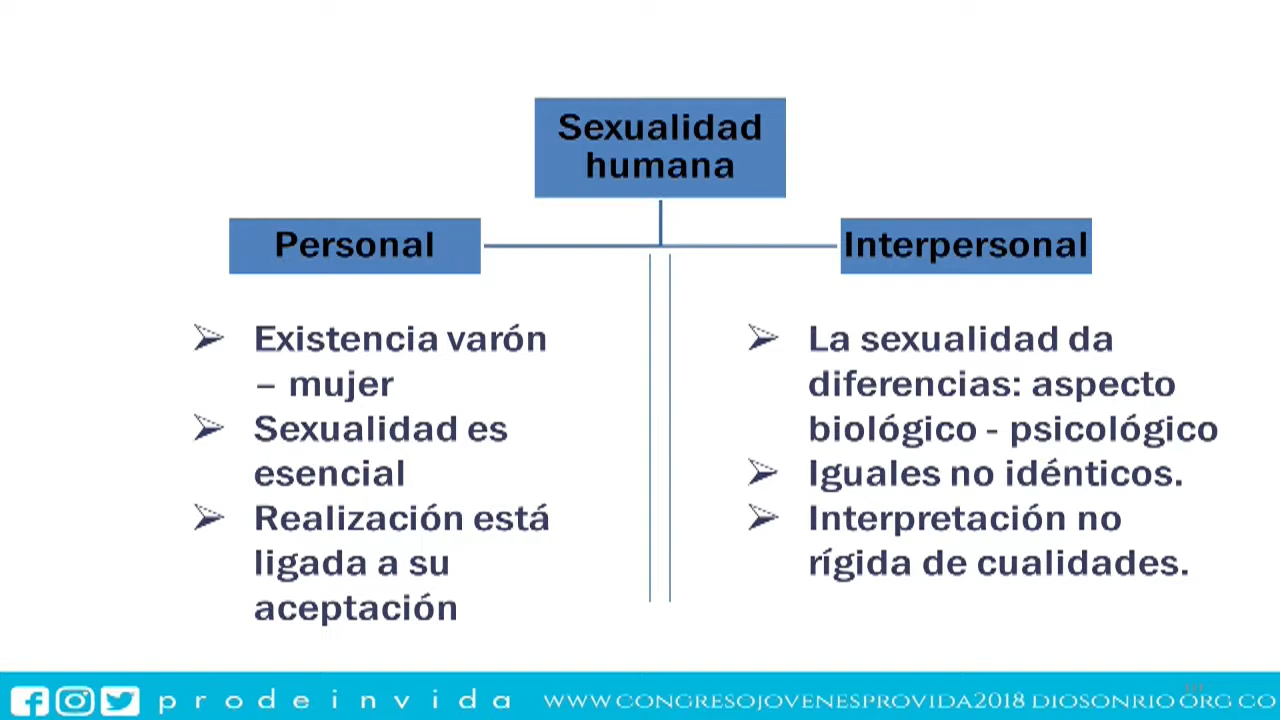 Sexualidad
humana
Personal
Interpersonal
Existencia varón
– mujer
Sexualidad es
esencial
Realización está
ligada a su
aceptación
La sexualidad da
diferencias: aspecto
biológico - psicológico
Iguales no idénticos.
Interpretación no
rígida de cualidades.
prodeinvida
WWW CONGRESOJOVENESPROVIDA2018 DIOSONRIO ORG CO